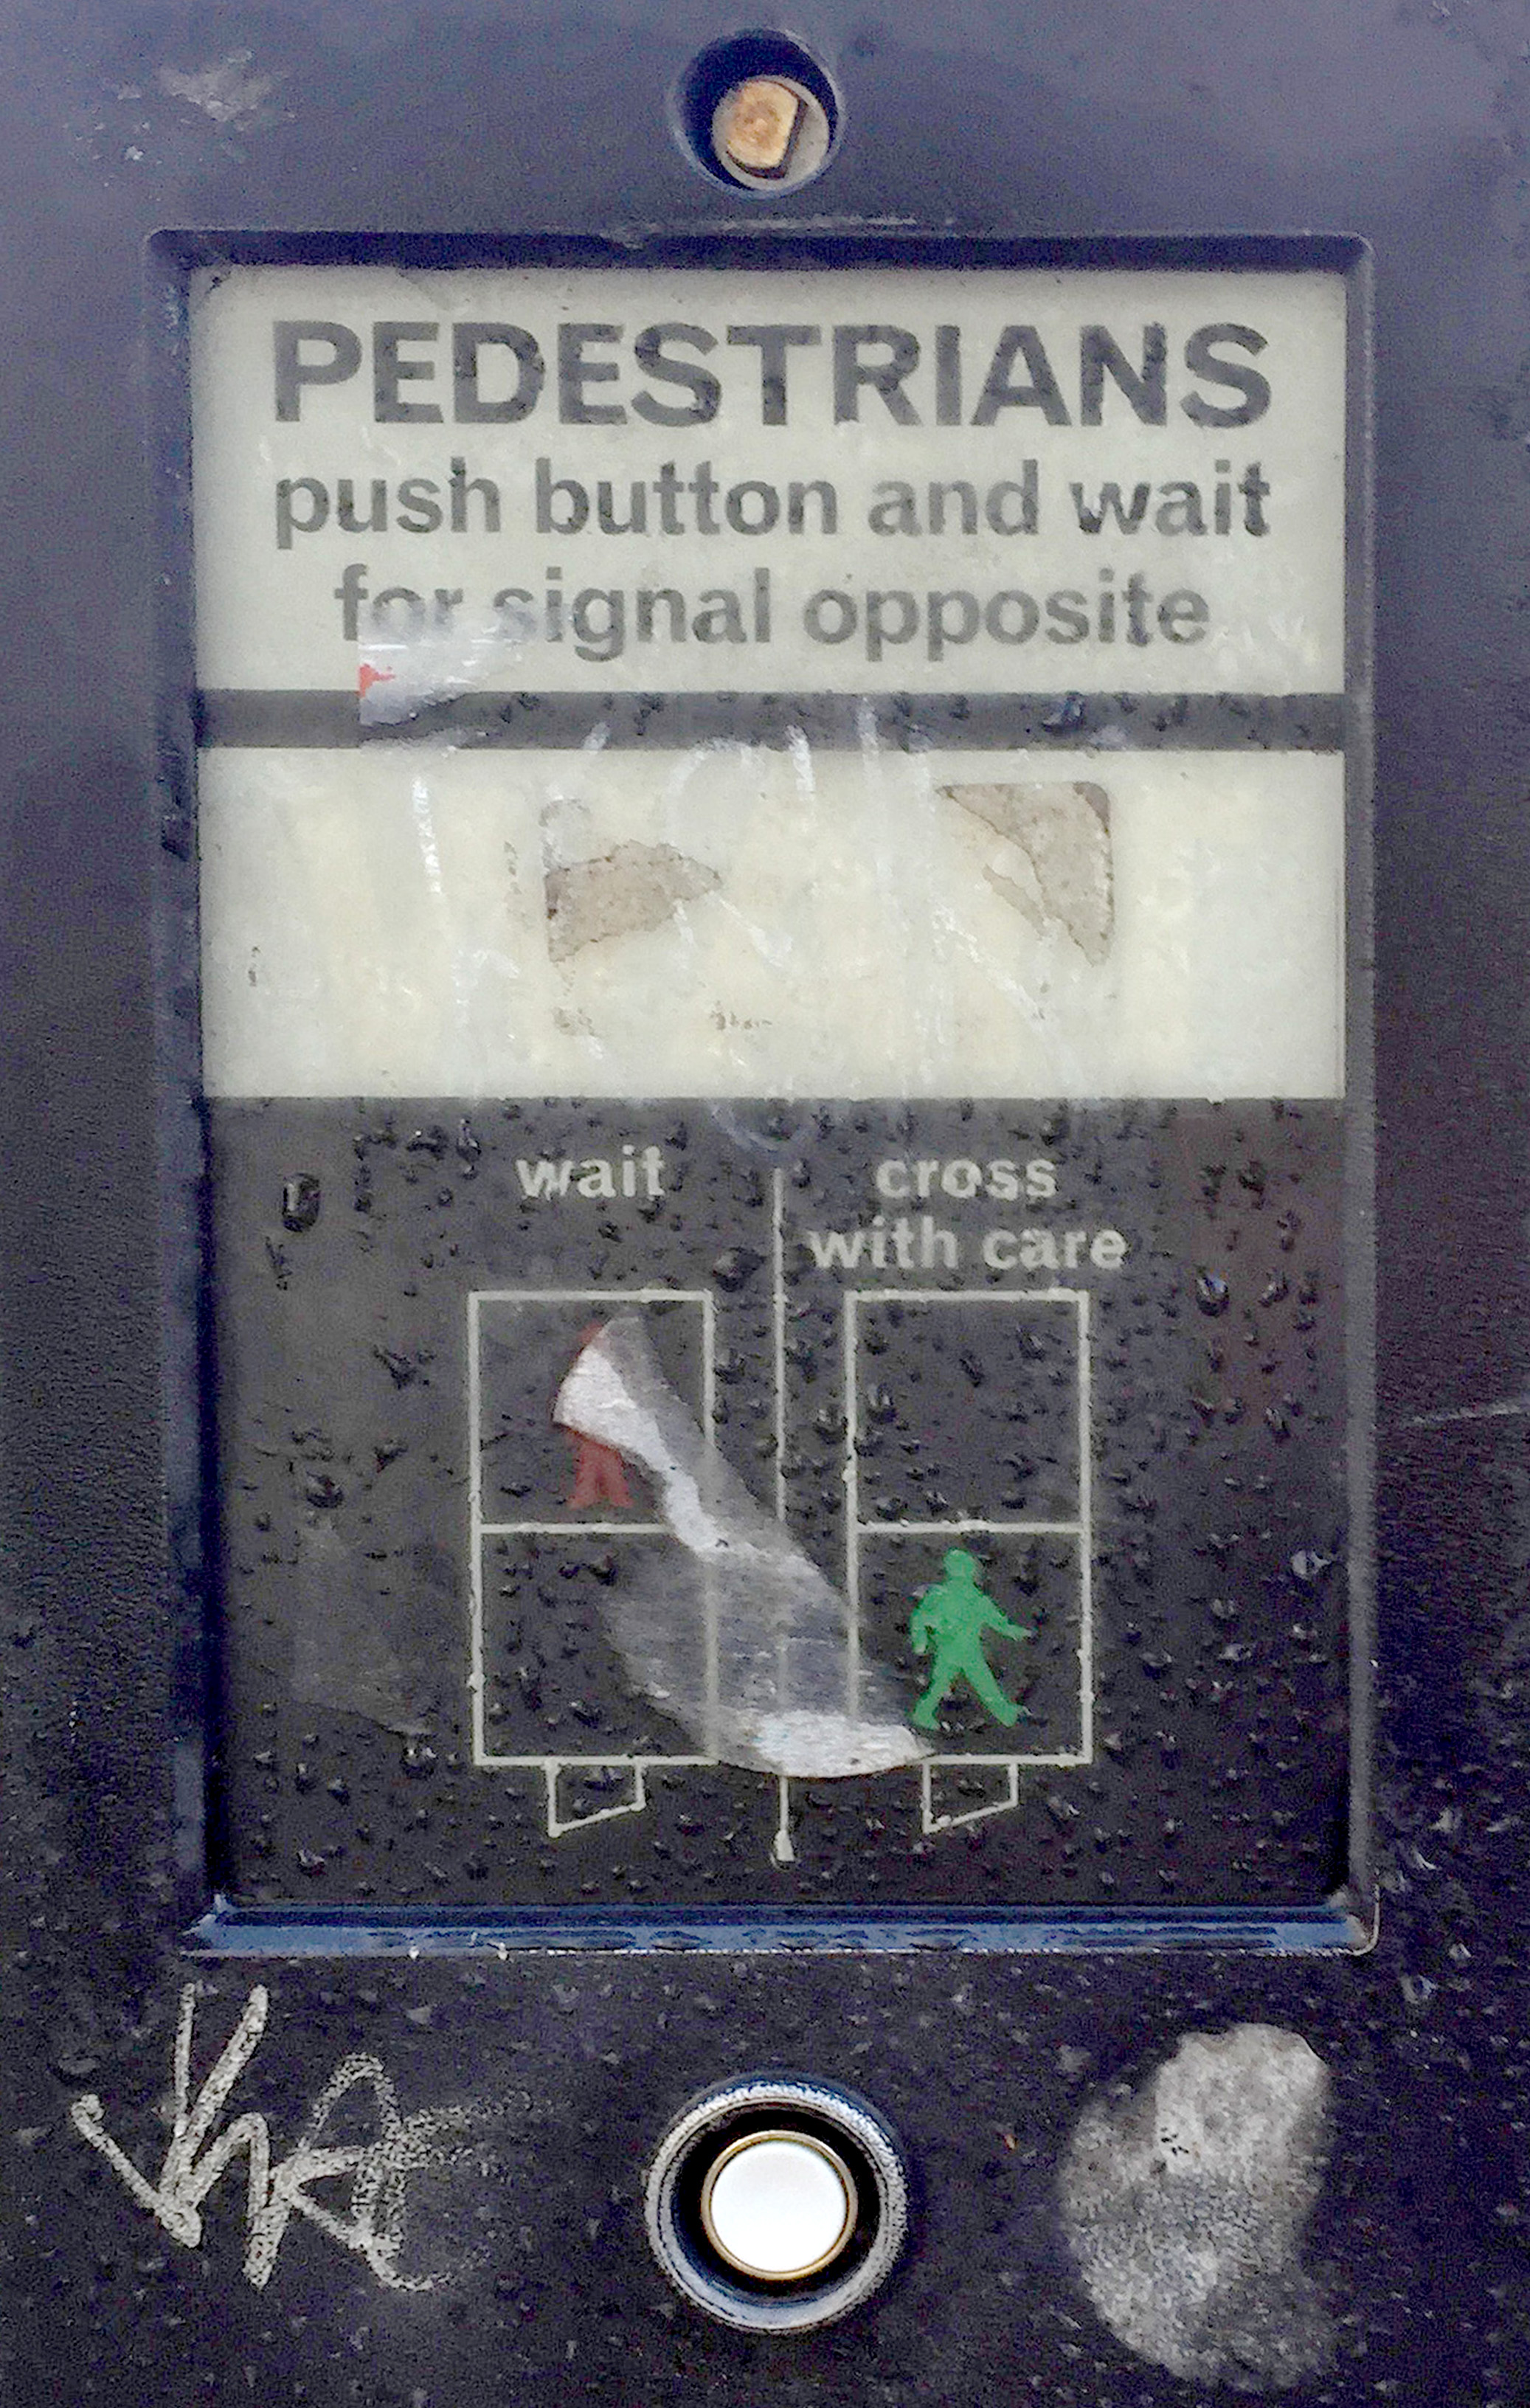 PEDESTRIANS
push button and wait
for signal opposite
wait
cross
with care